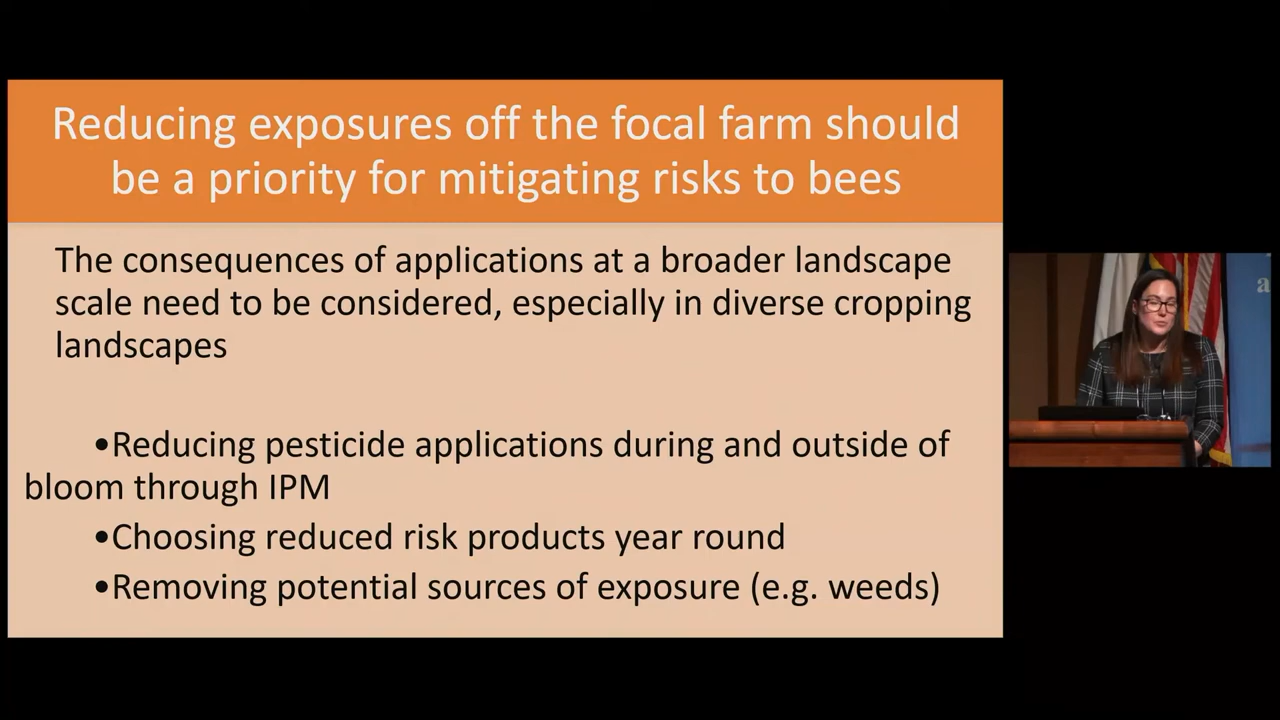 Reducing exposures off the focal farm should
be a priority for mitigating risks to bees
The consequences of applications at a broader landscape
scale need to be considered, especially in diverse cropping
landscapes
•Reducing pesticide applications during and outside of
bloom through IPM
•Choosing reduced risk products year round
•Removing potential sources of exposure (e.g. weeds)